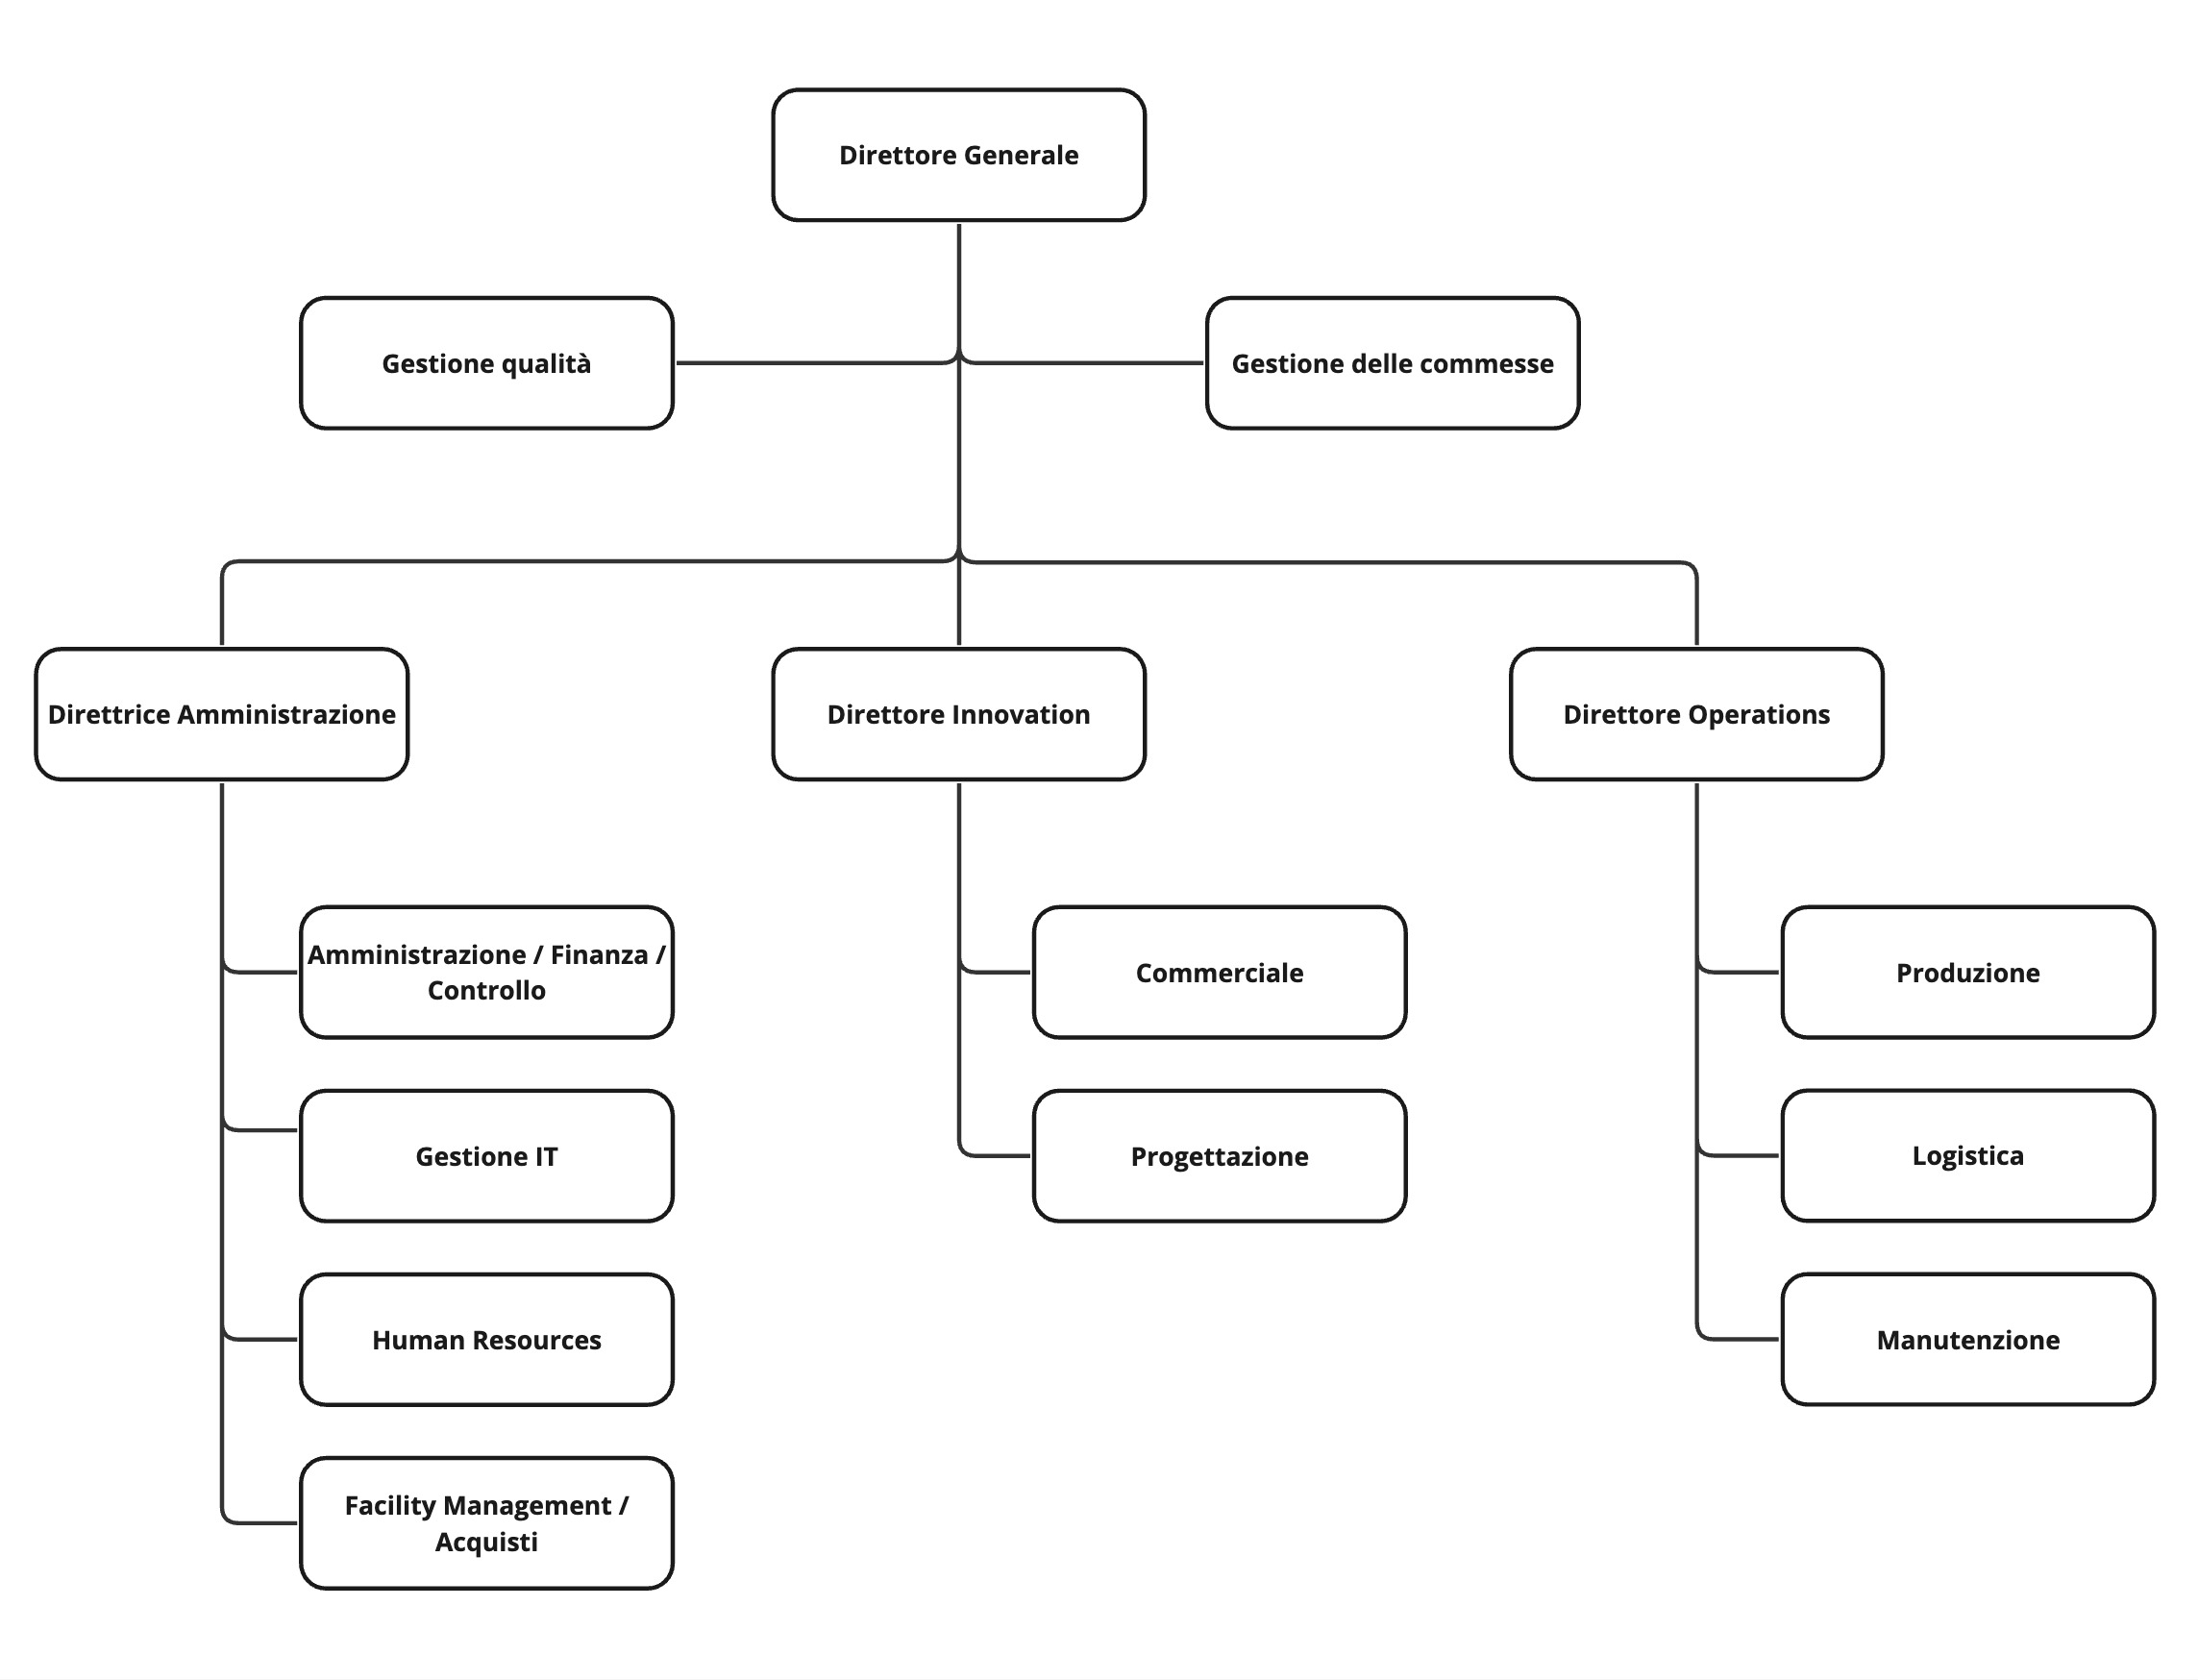 Direttore Generale
Gestione qualità
Gestione delle commesse
Direttrice Amministrazione
Direttore Innovation
Direttore Operations
Amministrazione / Finanza /
Controllo
Commerciale
Produzione
Gestione IT
Progettazione
Logistica
Human Resources
Manutenzione
Facility Management /
Acquisti